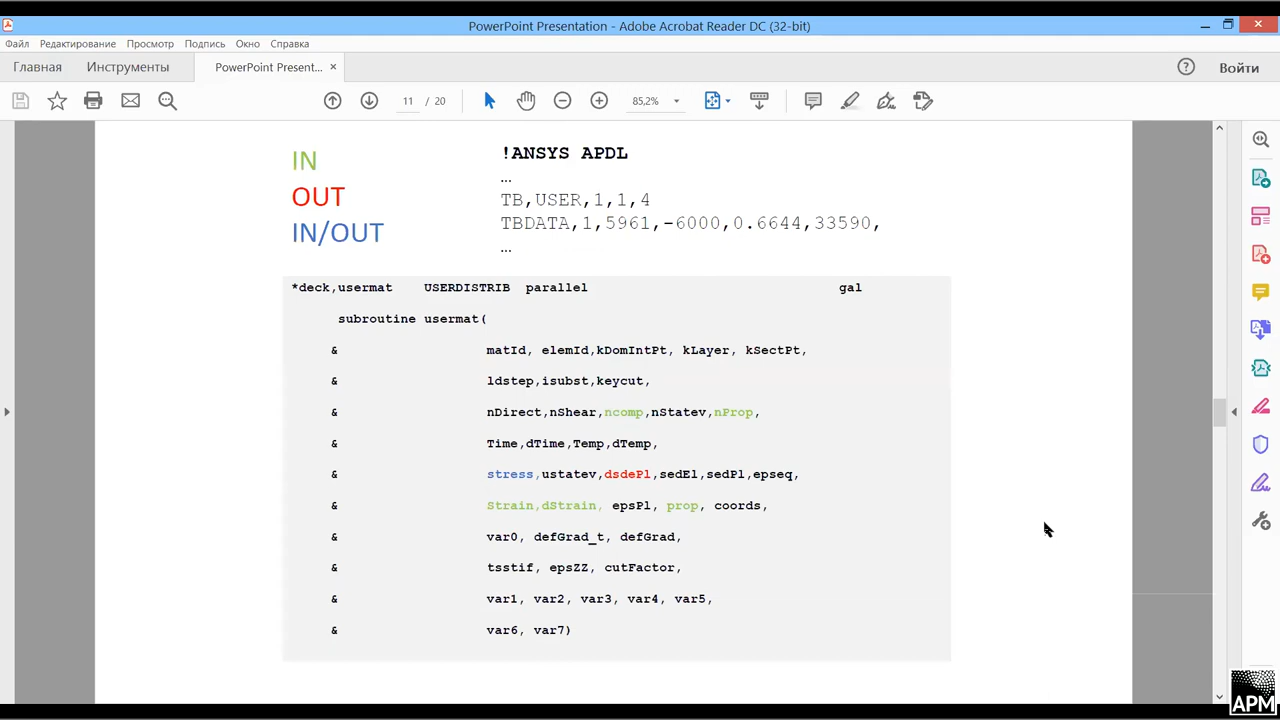 PowerPoint Presentation - Adobe Acrobat Reader DC (32-bit)
Файл Редактирование Просмотр Подпись Окно Справка
Главная Инструменты PowerPoint Present... × Войти
11 / 20 85,2%
IN
OUT
IN/OUT
!ANSYS APDL
…
TB,USER,1,1,4
TBDATA,1,5961,-6000,0.6644,33590,
…
*deck,usermat USERDISTRIB parallel gal
subroutine usermat(
& matId, elemId,kDomIntPt, kLayer, kSectPt,
& ldstep,isubst,keycut,
& nDirect,nShear,ncomp,nStatev,nProp,
& Time,dTime,Temp,dTemp,
& stress,ustatev,dsdePl,sedEl,sedPl,epseq,
& Strain,dStrain, epsPl, prop, coords,
& var0, defGrad_t, defGrad,
& tsstif, epsZZ, cutFactor,
& var1, var2, var3, var4, var5,
& var6, var7)
APM